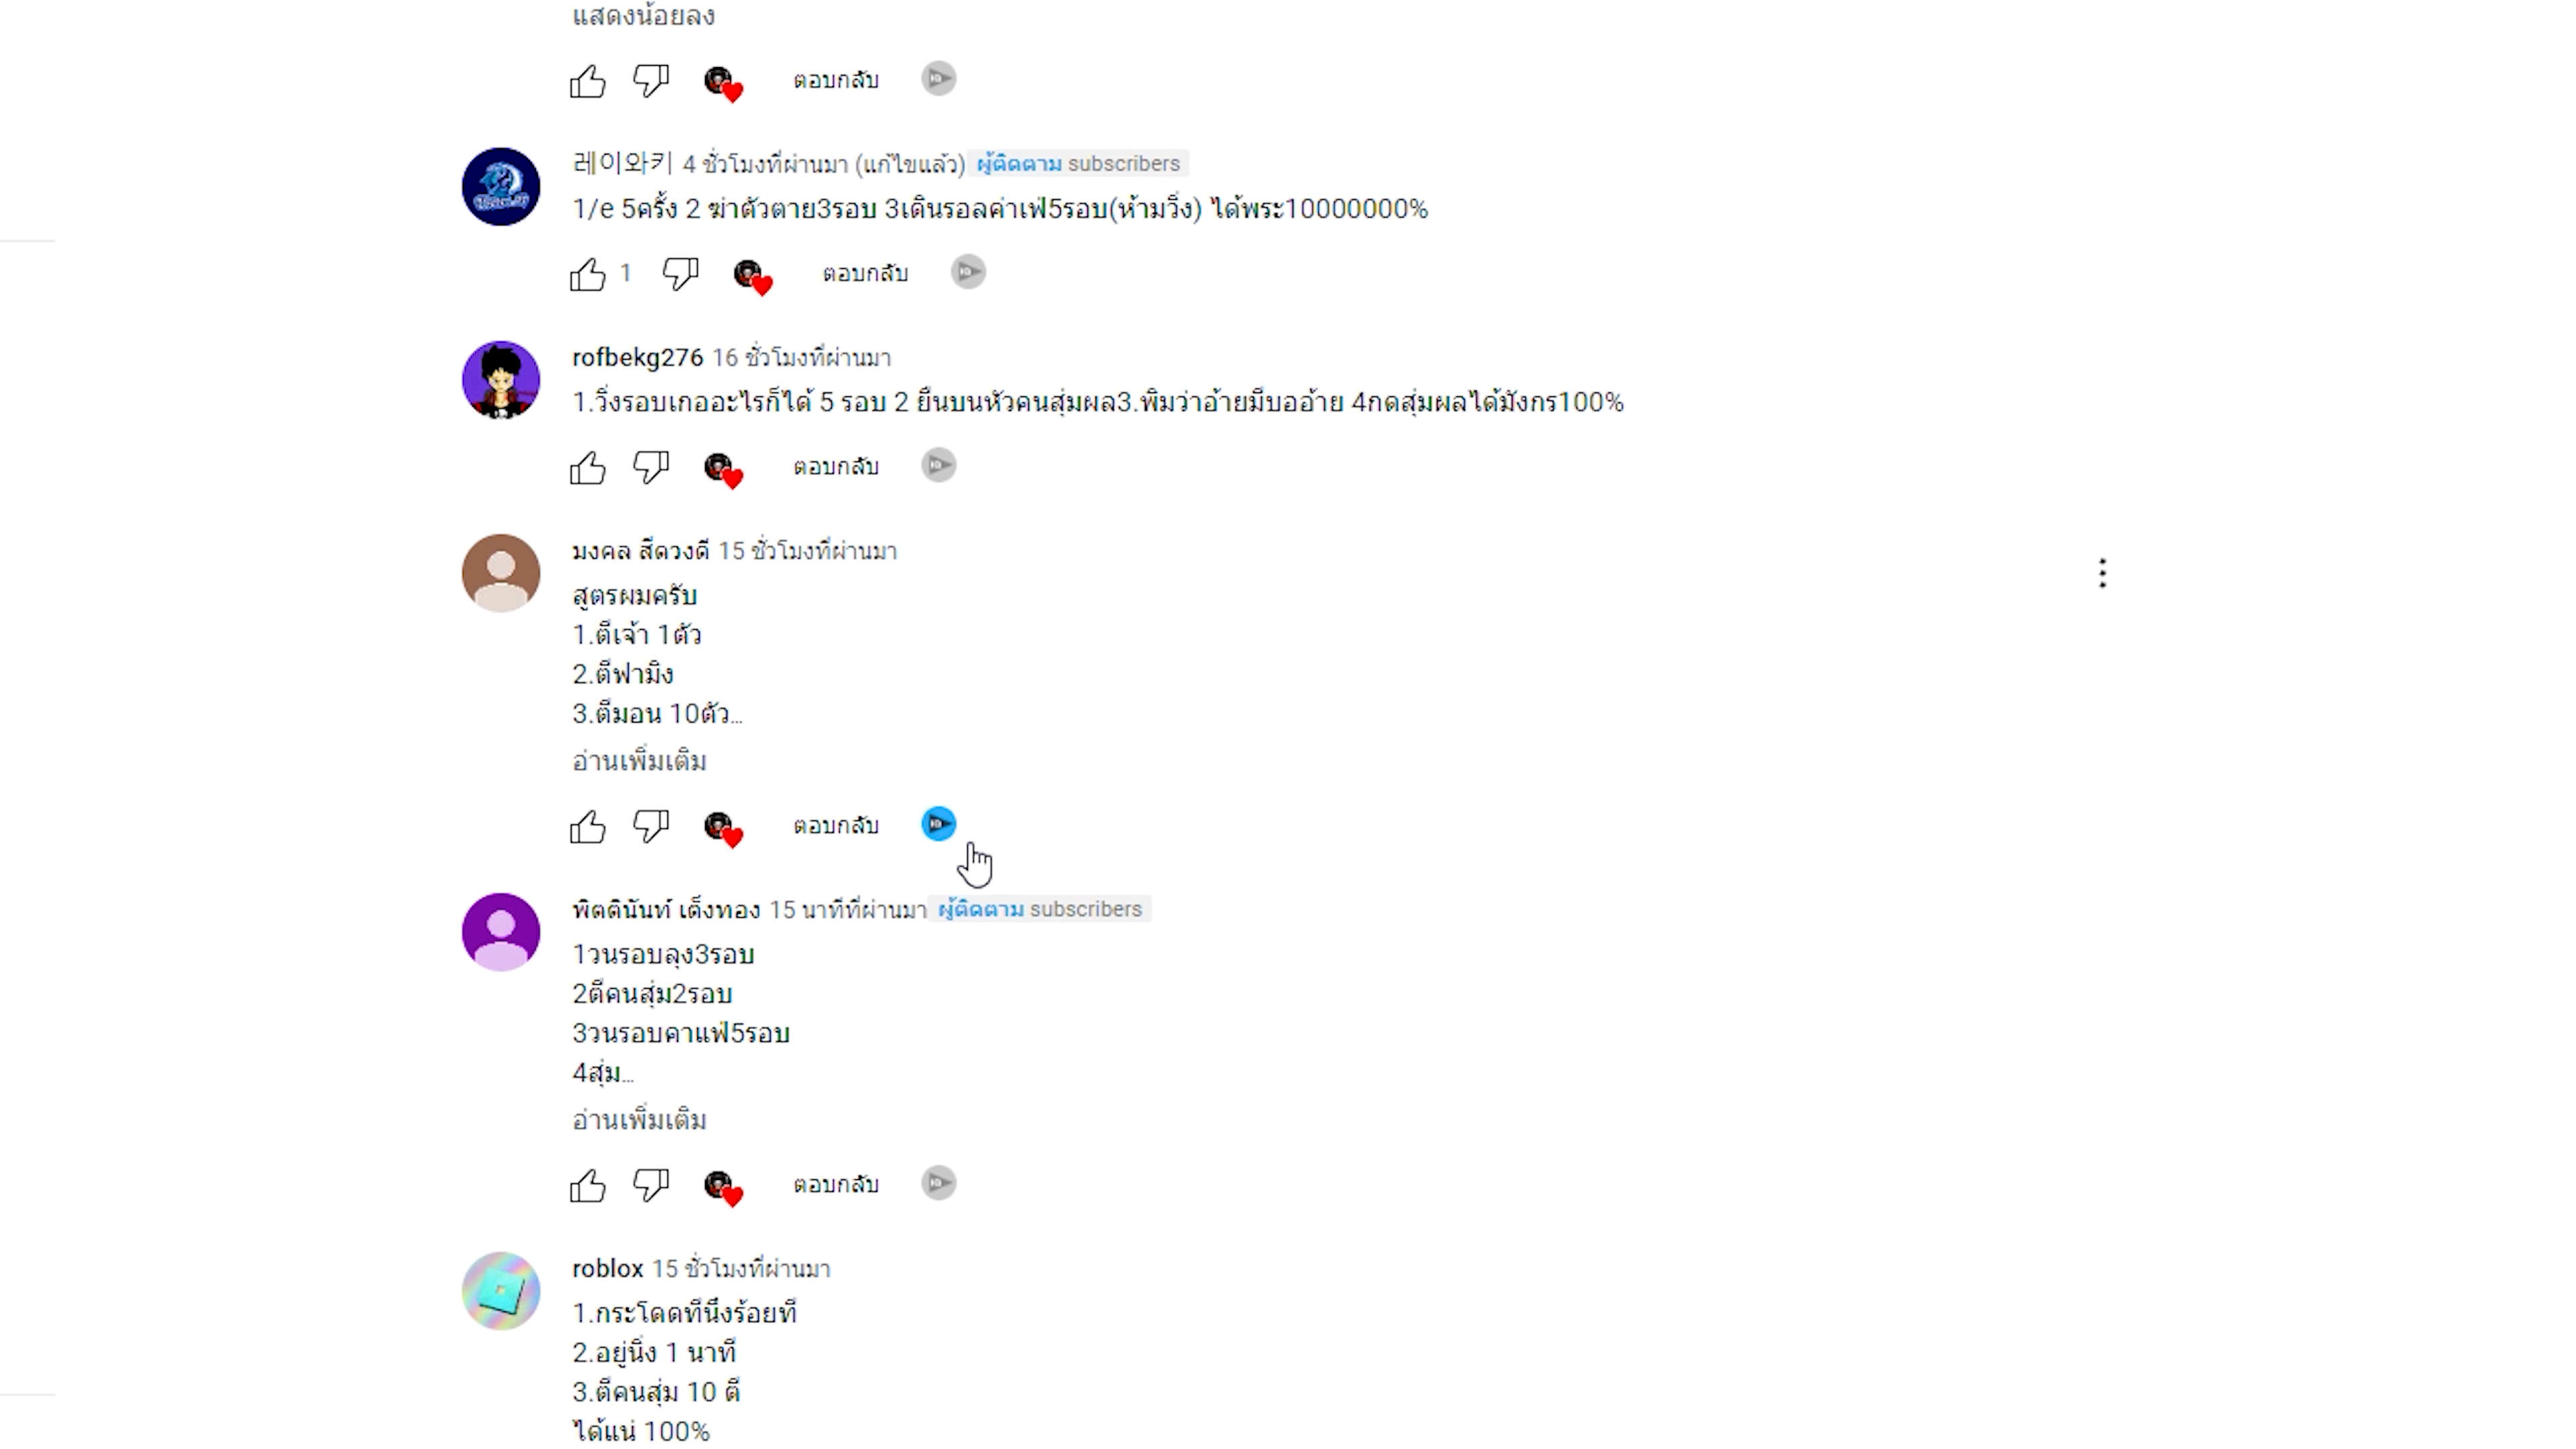 แสดงน้อยลง
ตอบกลับ
레이와키 4 ชั่วโมงที่ผ่านมา (แก้ไขแล้ว) ผู้ติดตาม subscribers
1/e 5ครั้ง 2 ฆ่าตัวตาย3รอบ 3เดินรอลค่าเฟ่5รอบ(ห้ามวิ่ง) ได้พระ10000000%
1 ตอบกลับ
rofbekg276 16 ชั่วโมงที่ผ่านมา
1.วิ่งรอบเกออะไรก็ได้ 5 รอบ 2 ยืนบนหัวคนสุ่มผล3.พิมว่าอ้ายมีบออ้าย 4กดสุ่มผลได้มังกร100%
ตอบกลับ
มงคล สีดวงดี 15 ชั่วโมงที่ผ่านมา
สูตรผมครับ
1.ตีเจ้า 1ตัว
2.ตีฟามิง
3.ตีมอน 10ตัว...
อ่านเพิ่มเติม
ตอบกลับ
พิตตินันท์ เต็งทอง 15 นาทีที่ผ่านมา ผู้ติดตาม subscribers
1วนรอบลุง3รอบ
2ตีคนสุ่ม2รอบ
3วนรอบคาแฟ่5รอบ
4สุ่ม...
อ่านเพิ่มเติม
ตอบกลับ
roblox 15 ชั่วโมงที่ผ่านมา
1.กระโดดทีนึงร้อยที
2.อยู่นิ่ง 1 นาที
3.ตีคนสุ่ม 10 ตี
ได้แน่ 100%